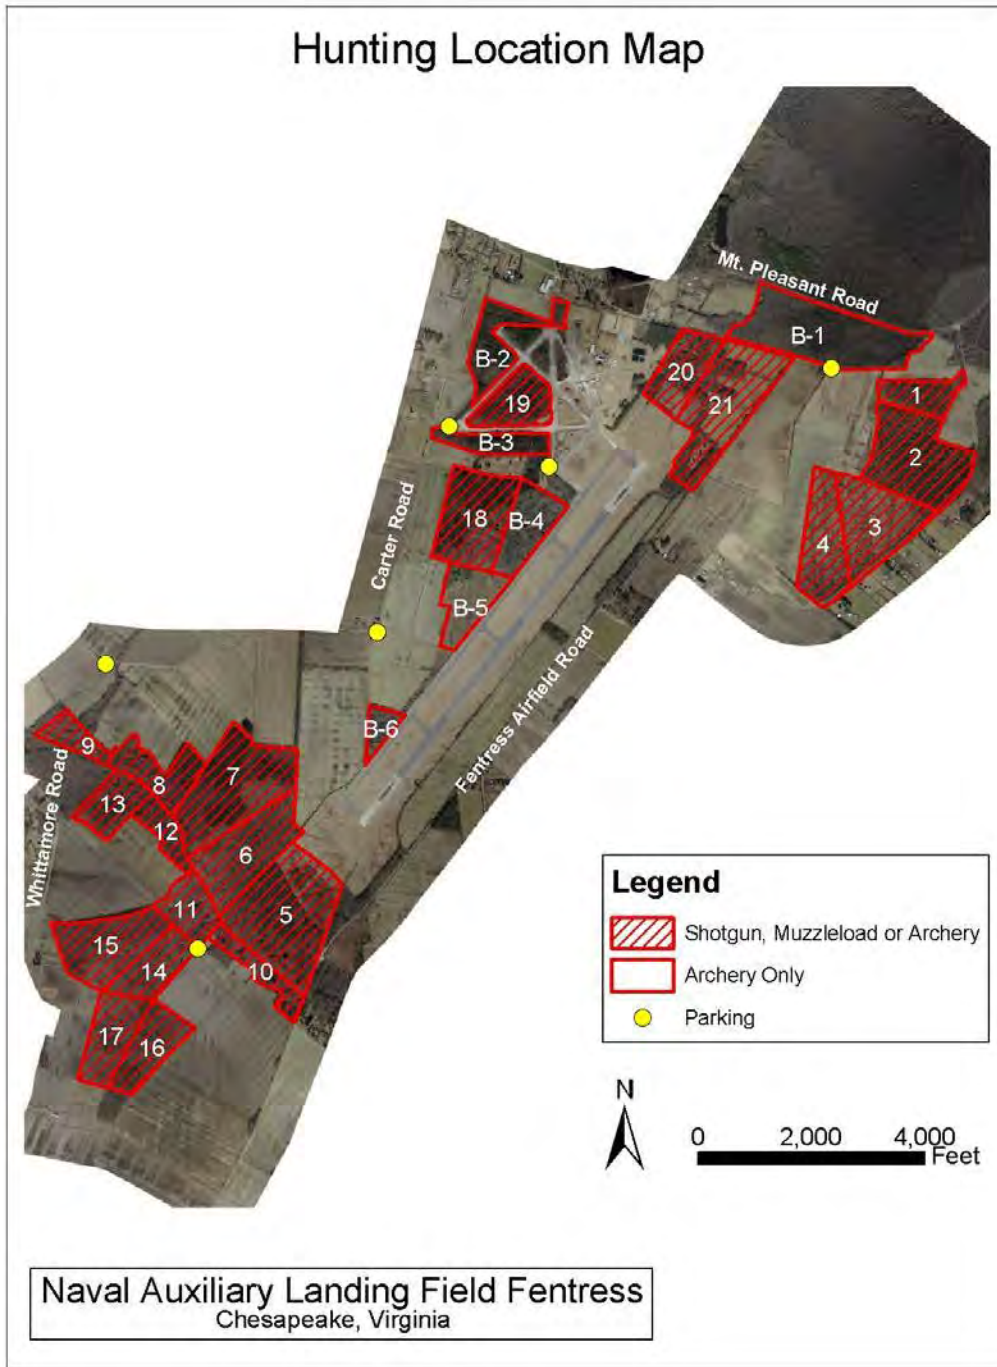 Hunting Location Map
Mt. Pleasant Road
B-1
B-2
20
1
19
21
B-3
2
18
B-4
3
4
Carter Road
B-5
Fentress Airfield Road
B-6
9
7
8
Whittamore Road
13
12
6
11
5
15
14
10
17
16
Legend
Shotgun, Muzzleload or Archery
Archery Only
Parking
N
0 2,000 4,000
Feet
Naval Auxiliary Landing Field Fentress
Chesapeake, Virginia